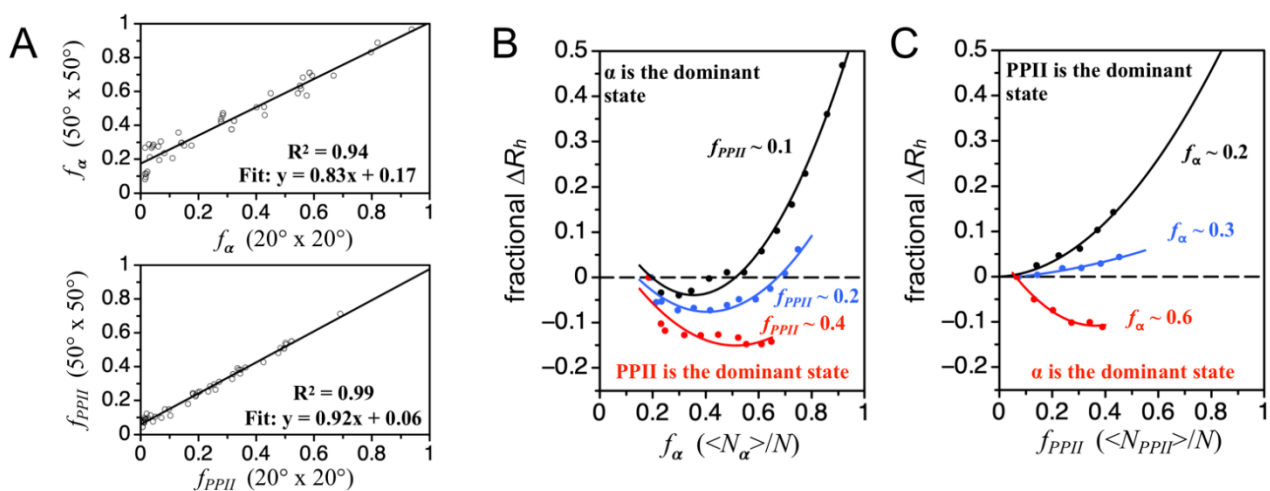 A
1
0.8
0.6
0.4
0.2
0
fα (50° x 50°)
R² = 0.94
Fit: y = 0.83x + 0.17
0 0.2 0.4 0.6 0.8 1
fα (20° x 20°)
1
0.8
0.6
0.4
0.2
0
fPPII (50° x 50°)
R² = 0.99
Fit: y = 0.92x + 0.06
0 0.2 0.4 0.6 0.8 1
fPPII (20° x 20°)
B
0.5
0.4
0.3
0.2
0.1
0
−0.1
−0.2
fractional ΔRh
α is the dominant
state
fPPII ~ 0.1
fPPII ~ 0.2
fPPII ~ 0.4
PPII is the dominant state
0 0.2 0.4 0.6 0.8 1
fα (<Nα>/N)
C
0.5
0.4
0.3
0.2
0.1
0
−0.1
−0.2
fractional ΔRh
PPII is the dominant
state
fα ~ 0.2
fα ~ 0.3
fα ~ 0.6
α is the dominant state
0 0.2 0.4 0.6 0.8 1
fPPII (<NPPII>/N)